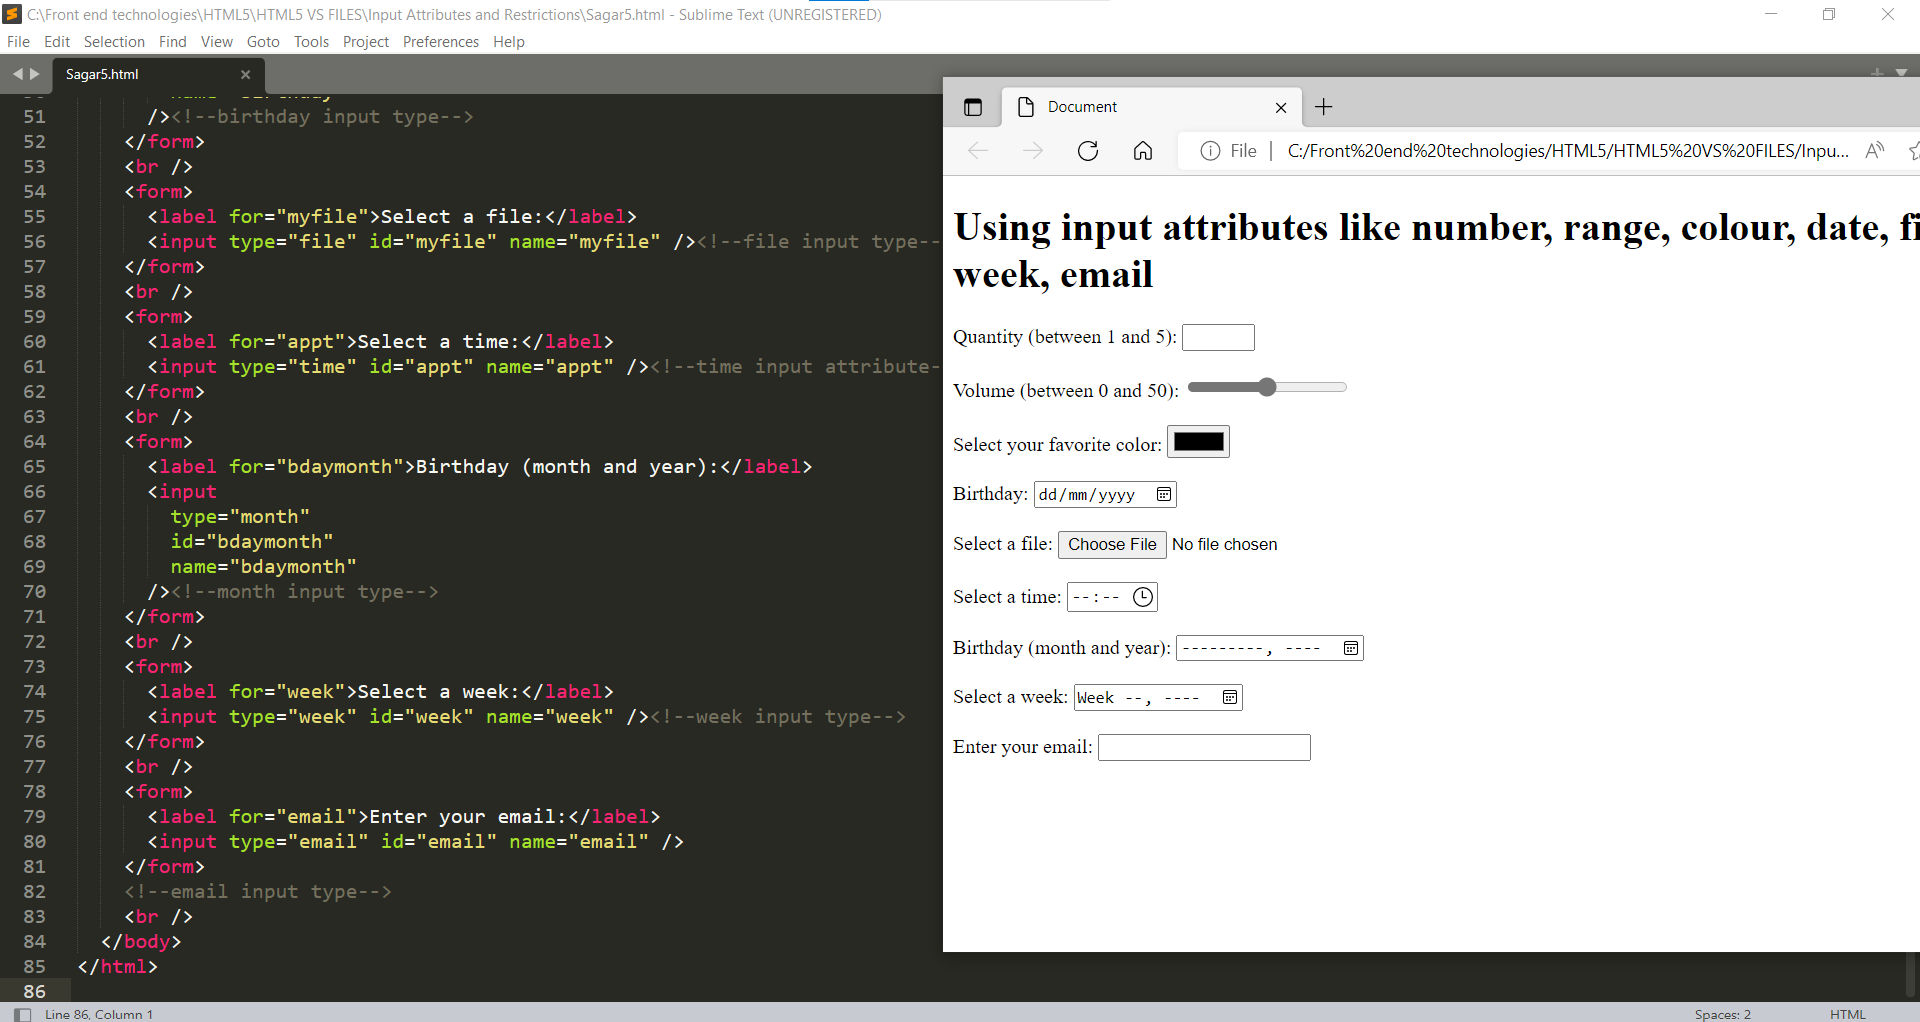 C:\Front end technologies\HTML5\HTML5 VS FILES\Input Attributes and Restrictions\Sagar5.html - Sublime Text (UNREGISTERED)
File Edit Selection Find View Goto Tools Project Preferences Help
Sagar5.html
51 /><!--birthday input type-->
52 </form>
53 <br />
54 <form>
55 <label for="myfile">Select a file:</label>
56 <input type="file" id="myfile" name="myfile" /><!--file input type--
57 </form>
58 <br />
59 <form>
60 <label for="appt">Select a time:</label>
61 <input type="time" id="appt" name="appt" /><!--time input attribute-
62 </form>
63 <br />
64 <form>
65 <label for="bdaymonth">Birthday (month and year):</label>
66 <input
67 type="month"
68 id="bdaymonth"
69 name="bdaymonth"
70 /><!--month input type-->
71 </form>
72 <br />
73 <form>
74 <label for="week">Select a week:</label>
75 <input type="week" id="week" name="week" /><!--week input type-->
76 </form>
77 <br />
78 <form>
79 <label for="email">Enter your email:</label>
80 <input type="email" id="email" name="email" />
81 </form>
82 <!--email input type-->
83 <br />
84 </body>
85 </html>
86
Line 86, Column 1
Spaces: 2
HTML
Document
File C:/Front%20end%20technologies/HTML5/HTML5%20VS%20FILES/Inpu...
Using input attributes like number, range, colour, date, fi
week, email
Quantity (between 1 and 5):
Volume (between 0 and 50):
Select your favorite color:
Birthday: dd/mm/yyyy
Select a file: Choose File No file chosen
Select a time: --:--
Birthday (month and year): ---------, ----
Select a week: Week --, ----
Enter your email: